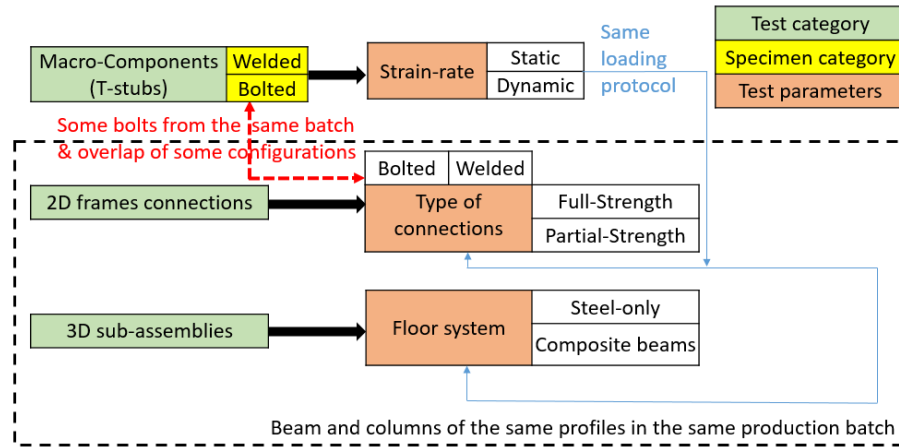 Macro-Components
(T-stubs)
Welded
Bolted
Strain-rate
Static
Dynamic
Same
loading
protocol
Test category
Specimen category
Test parameters
Some bolts from the same batch
& overlap of some configurations
Bolted
Welded
2D frames connections
Type of
connections
Full-Strength
Partial-Strength
3D sub-assemblies
Floor system
Steel-only
Composite beams
Beam and columns of the same profiles in the same production batch